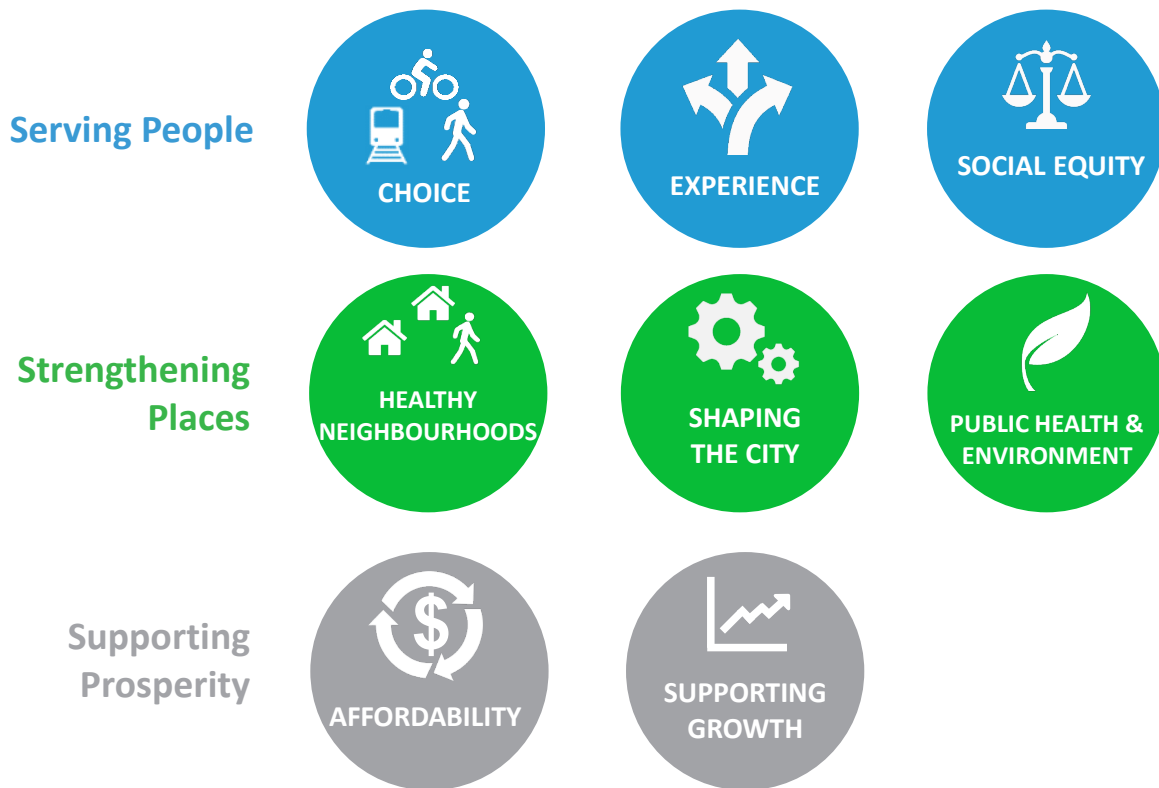 Serving People
CHOICE
EXPERIENCE
SOCIAL EQUITY
Strengthening
Places
HEALTHY
NEIGHBOURHOODS
SHAPING
THE CITY
PUBLIC HEALTH &
ENVIRONMENT
Supporting
Prosperity
$
AFFORDABILITY
SUPPORTING
GROWTH